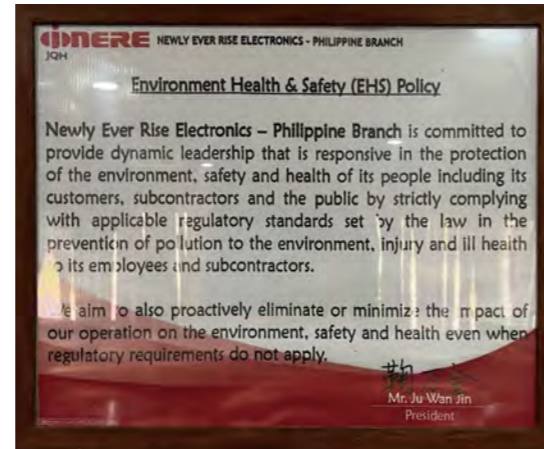 NERE NEWLY EVER RISE ELECTRONICS - PHILIPPINE BRANCH
JQH
Environment Health & Safety (EHS) Policy
Newly Ever Rise Electronics – Philippine Branch is committed to
provide dynamic leadership that is responsive in the protection
of the environment, safety and health of its people including its
customers, subcontractors and the public by strictly complying
with applicable regulatory standards set by the law in the
prevention of pollution to the environment, injury and ill health
to its employees and subcontractors.
We aim to also proactively eliminate or minimize the impact of
our operation on the environment, safety and health even when
regulatory requirements do not apply.
Mr. Ju Wan Jin
President